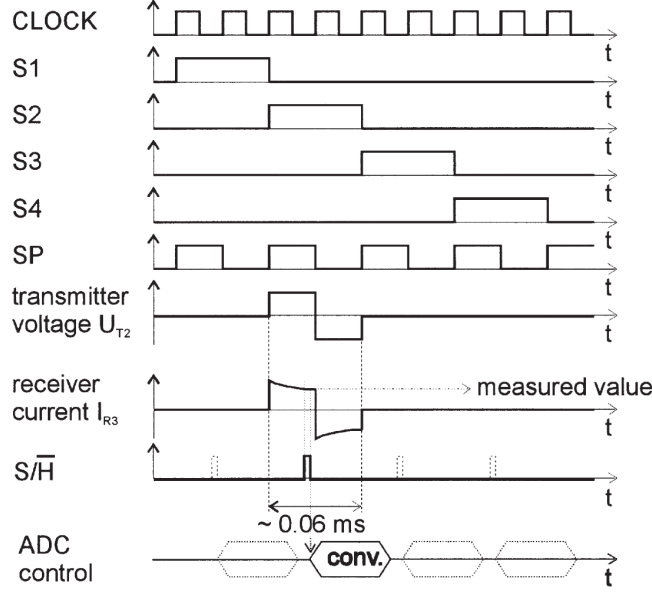 CLOCK
t
S1
t
S2
t
S3
t
S4
t
SP
t
transmitter
voltage U_T2
t
receiver
current I_R3
measured value
t
S/H̅
t
~ 0.06 ms
ADC
control
conv.
t